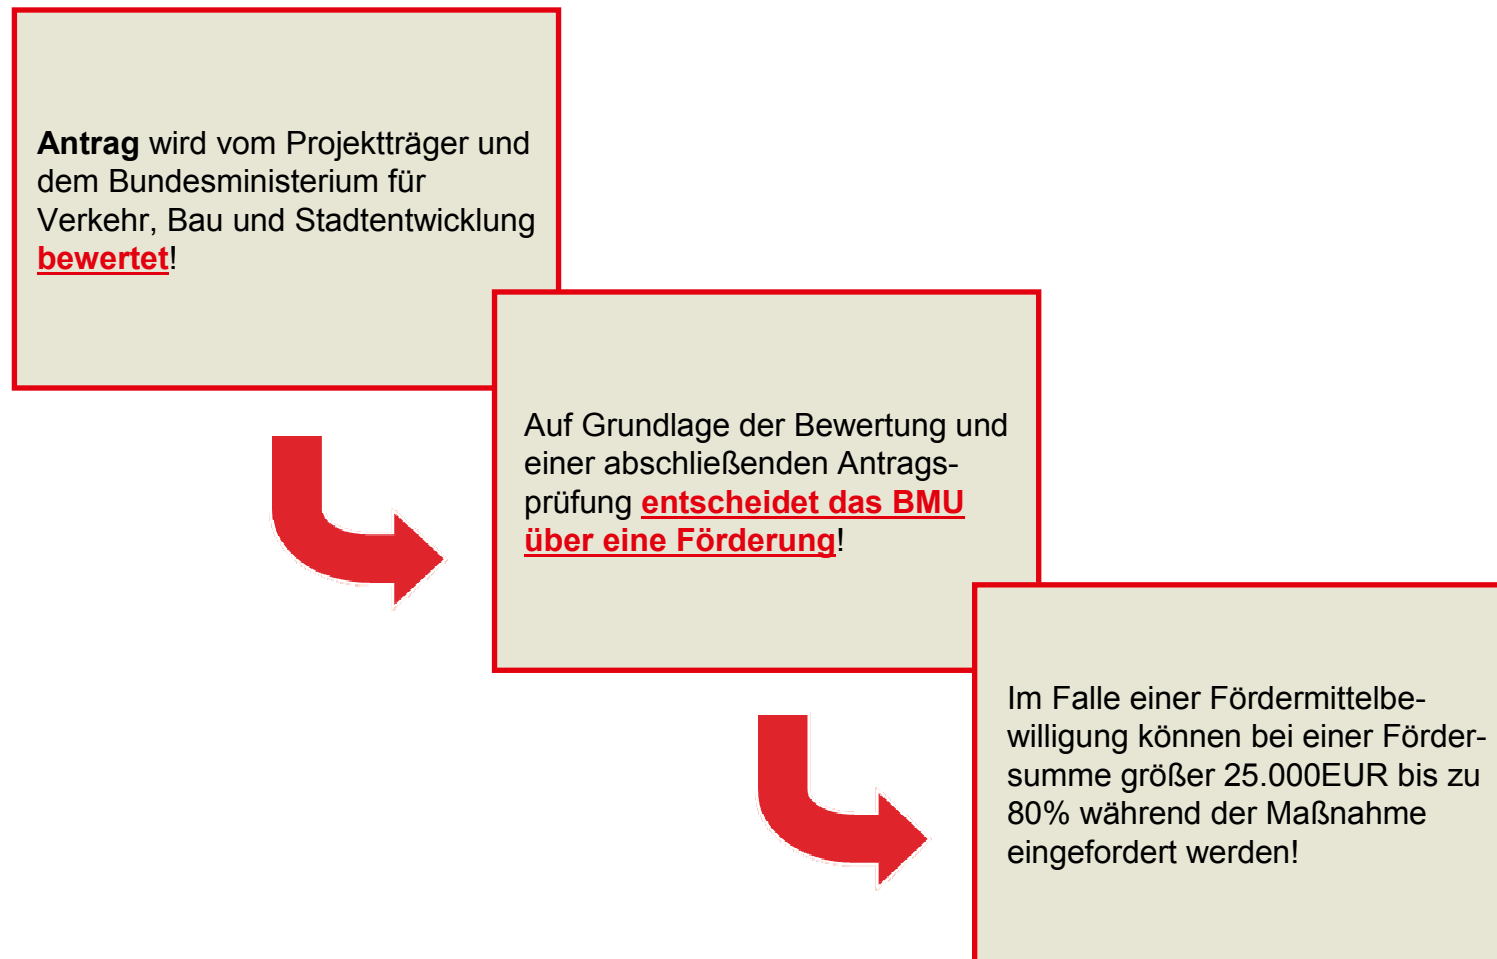 Antrag wird vom Projektträger und
dem Bundesministerium für
Verkehr, Bau und Stadtentwicklung
bewertet!
Auf Grundlage der Bewertung und
einer abschließenden Antrags-
prüfung entscheidet das BMU
über eine Förderung!
Im Falle einer Fördermittelbe-
willigung können bei einer Förder-
summe größer 25.000EUR bis zu
80% während der Maßnahme
eingefordert werden!